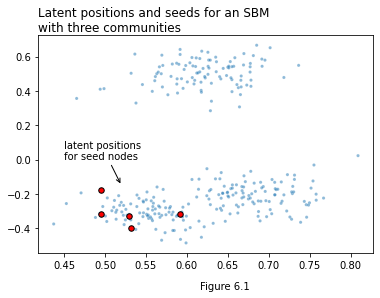 Latent positions and seeds for an SBM
with three communities
0.6
0.4
0.2
0.0
−0.2
−0.4
latent positions
for seed nodes
0.45 0.50 0.55 0.60 0.65 0.70 0.75 0.80
Figure 6.1